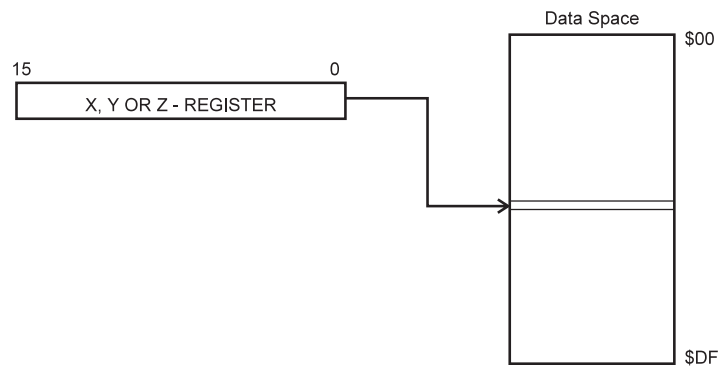 Data Space
$00
15 0
X, Y OR Z - REGISTER
$DF